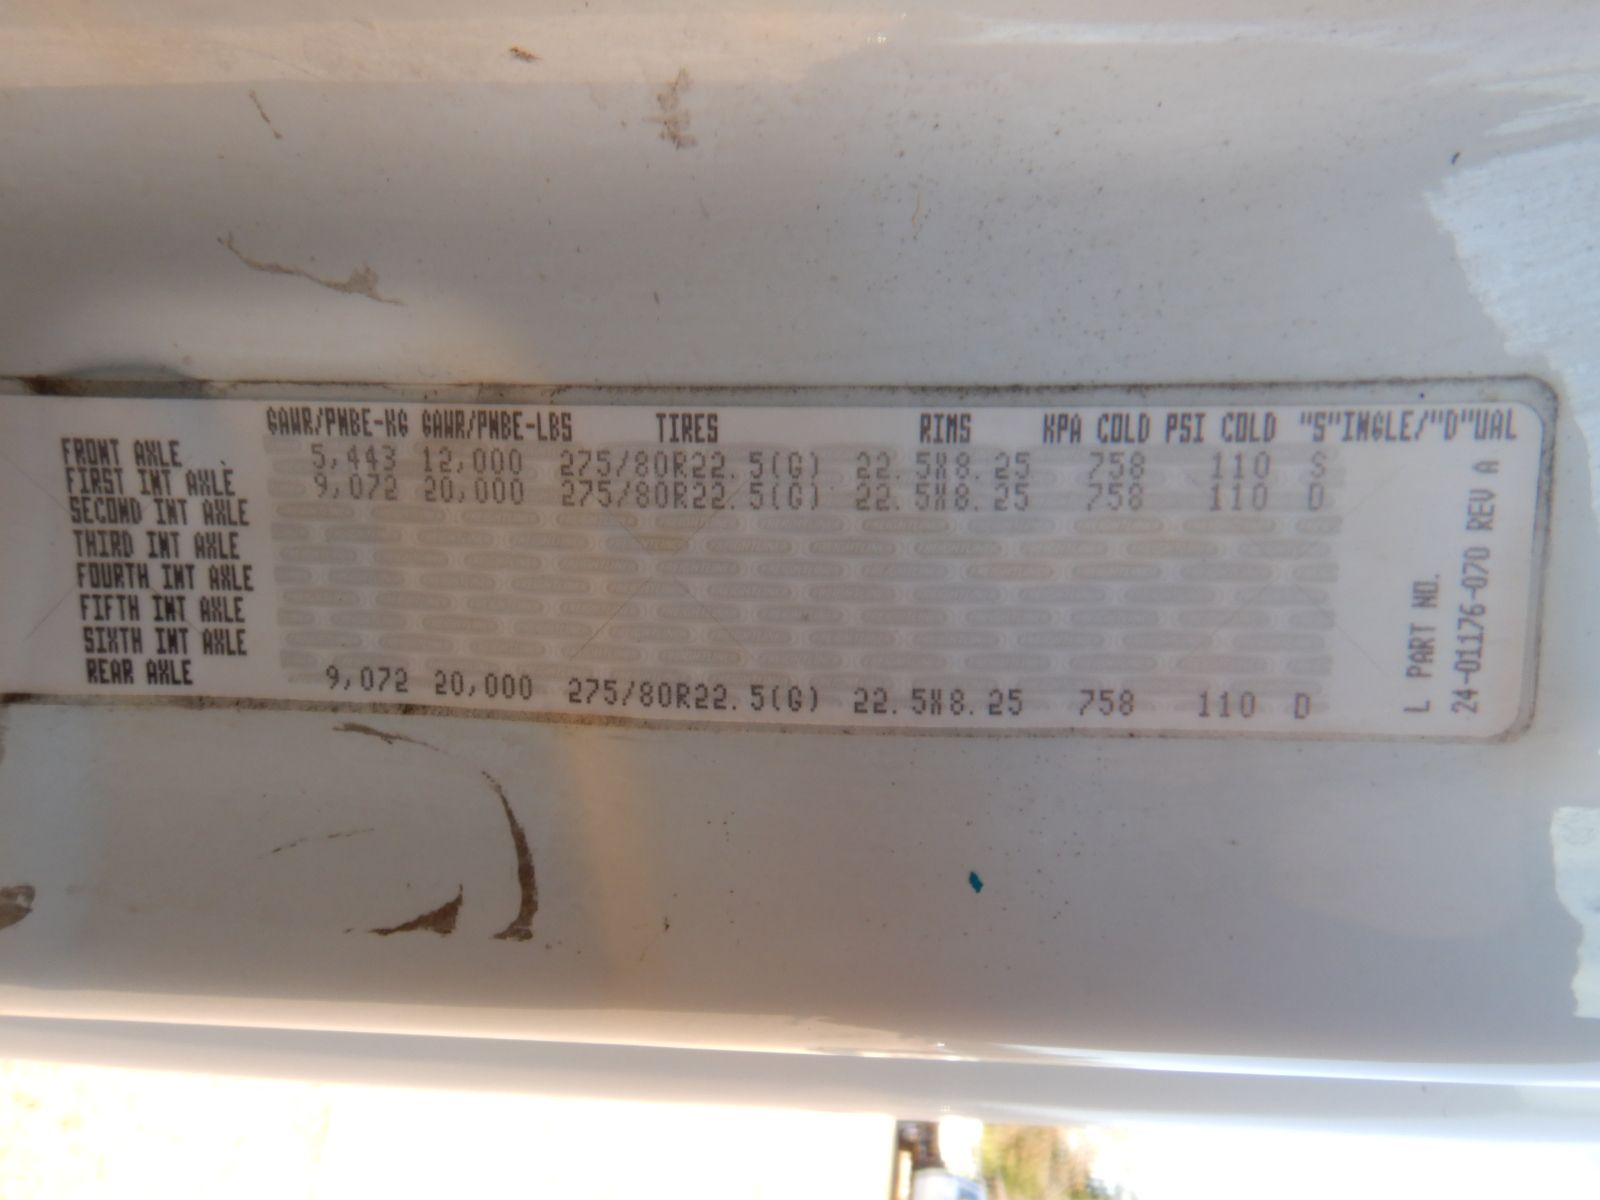 GAWR/PNBE-KG GAWR/PNBE-LBS TIRES RIMS KPA COLD PSI COLD "S"INGLE/"D"UAL
FRONT AXLE 5,443 12,000 275/80R22.5(G) 22.5X8.25 758 110 S
FIRST INT AXLE 9,072 20,000 275/80R22.5(G) 22.5X8.25 758 110 D
SECOND INT AXLE
THIRD INT AXLE
FOURTH INT AXLE
FIFTH INT AXLE
SIXTH INT AXLE
REAR AXLE 9,072 20,000 275/80R22.5(G) 22.5X8.25 758 110 D
L PART NO.
24-01176-070 REV A